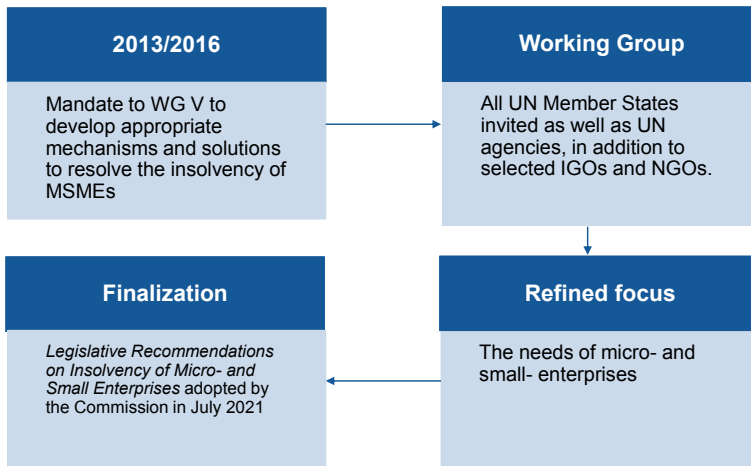 2013/2016
Mandate to WG V to
develop appropriate
mechanisms and solutions
to resolve the insolvency of
MSMEs
Working Group
All UN Member States
invited as well as UN
agencies, in addition to
selected IGOs and NGOs.
Refined focus
The needs of micro- and
small- enterprises
Finalization
Legislative Recommendations
on Insolvency of Micro- and
Small Enterprises adopted by
the Commission in July 2021